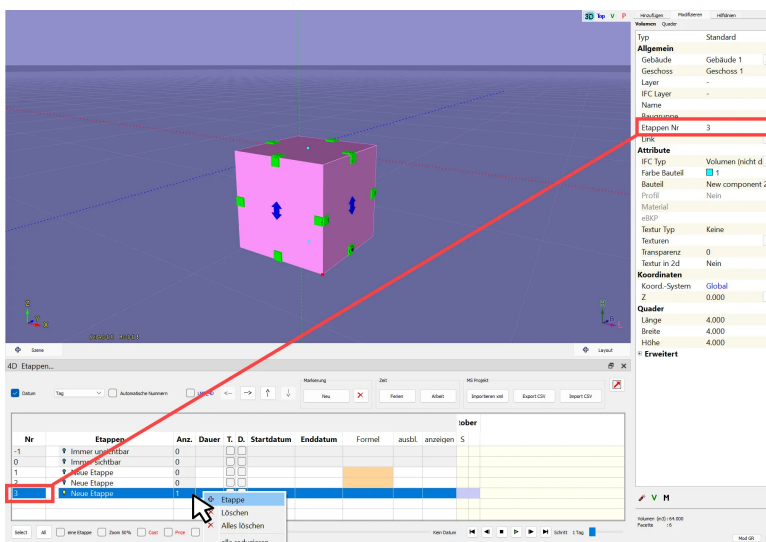 3D Top V P
Hinzufügen Modifizieren Hilfslinien
Volumen Quader
Typ Standard
Allgemein
Gebäude Gebäude 1
Geschoss Geschoss 1
Layer -
IFC Layer -
Name
Baugruppe
Etappen Nr 3
Link
Attribute
IFC Typ Volumen (nicht d
Farbe Bauteil 1
Bauteil New component 2
Profil Nein
Material
eBKP
Textur Typ Keine
Texturen
Transparenz 0
Textur in 2d Nein
Koordinaten
Koord.-System Global
Z 0.000
Quader
Länge 4.000
Breite 4.000
Höhe 4.000
Erweitert
Z
Y
X
B
L
Szene Layout
4D Etappen...
Markierung Zeit MS Projekt
Datum Tag Automatische Nummern <-- --> Neu Ferien Arbeit Importieren xml Export CSV Import CSV
tober
Nr Etappen Anz. Dauer T. D. Startdatum Enddatum Formel ausbl. anzeigen S
-1 Immer unsichtbar 0
0 Immer sichtbar 0
1 Neue Etappe 0
2 Neue Etappe 0
3 Neue Etappe 1
Etappe
Löschen
Alles löschen
alle reduzieren
Select All eine Etappe Zoom 50% Cost Price Kein Datum Schritt 1 Tag
V M
Volumen (m3) : 64.000
Facette : 6
Mod GR